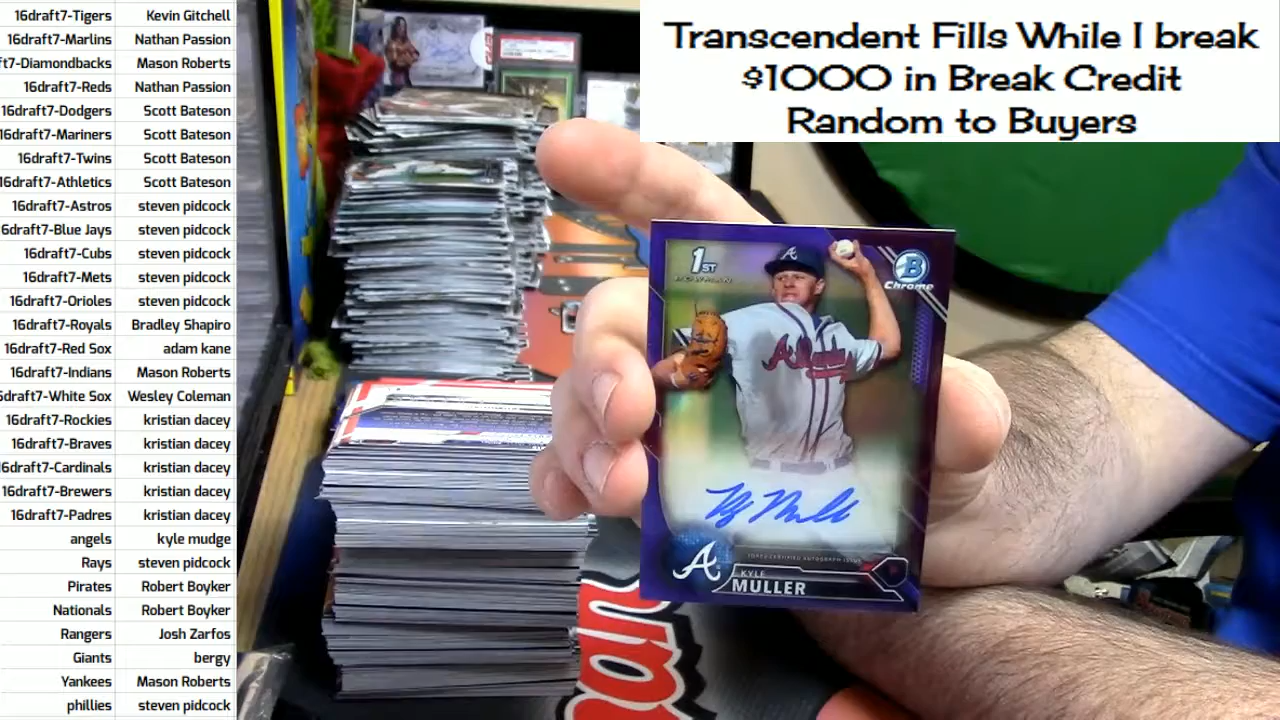 16draft7-Tigers Kevin Gitchell
16draft7-Marlins Nathan Passion
ft7-Diamondbacks Mason Roberts
16draft7-Reds Nathan Passion
16draft7-Dodgers Scott Bateson
16draft7-Mariners Scott Bateson
16draft7-Twins Scott Bateson
16draft7-Athletics Scott Bateson
16draft7-Astros steven pidcock
6draft7-Blue Jays steven pidcock
16draft7-Cubs steven pidcock
16draft7-Mets steven pidcock
16draft7-Orioles steven pidcock
16draft7-Royals Bradley Shapiro
16draft7-Red Sox adam kane
16draft7-Indians Mason Roberts
6draft7-White Sox Wesley Coleman
16draft7-Rockies kristian dacey
16draft7-Braves kristian dacey
16draft7-Cardinals kristian dacey
16draft7-Brewers kristian dacey
16draft7-Padres kristian dacey
angels kyle mudge
Rays steven pidcock
Pirates Robert Boyker
Nationals Robert Boyker
Rangers Josh Zarfos
Giants bergy
Yankees Mason Roberts
phillies steven pidcock
Transcendent Fills While I break
$1000 in Break Credit
Random to Buyers
1ST
BOWMAN
B
Chrome
A
Braves
TOPPS CERTIFIED AUTOGRAPH ISSUE
A
KYLE
MULLER